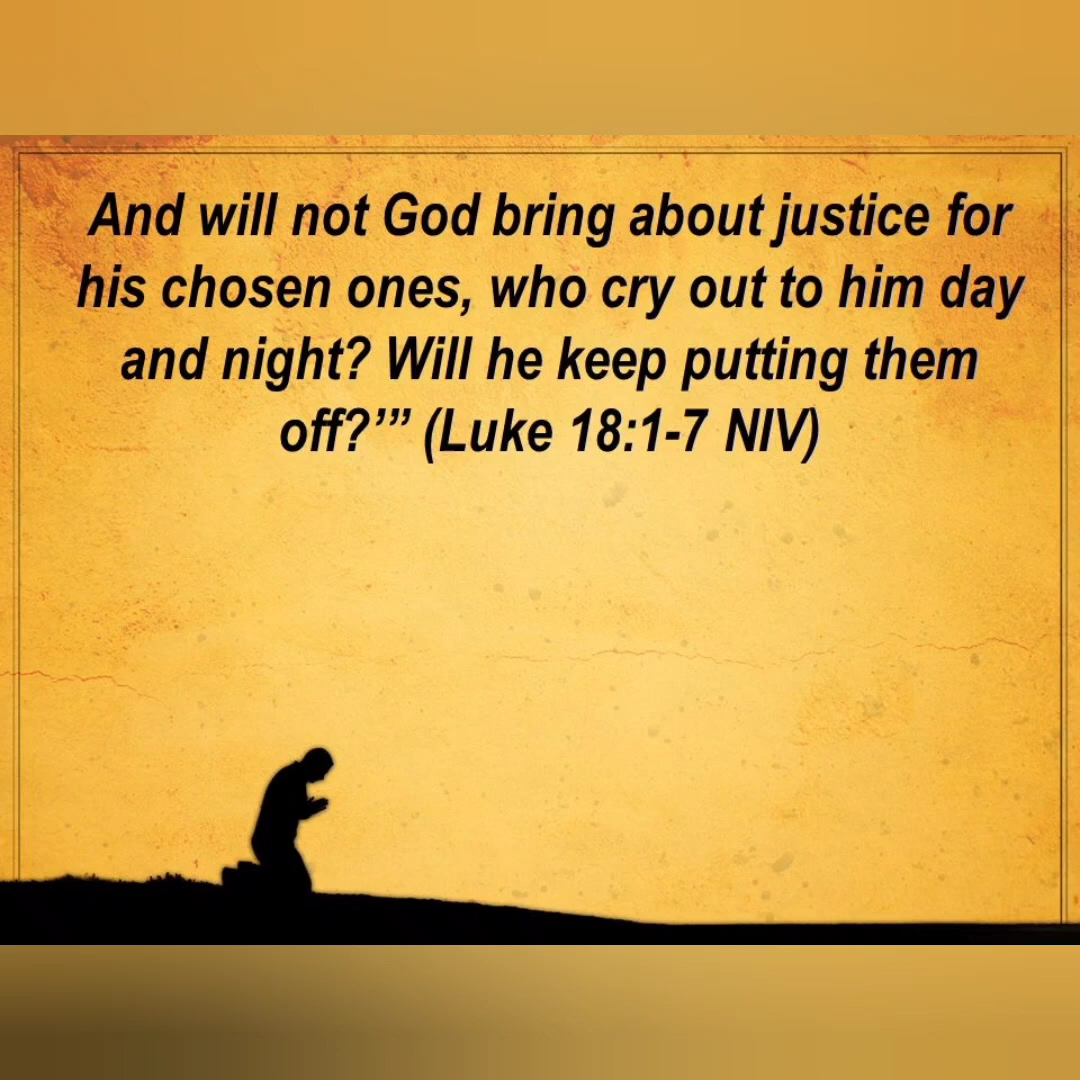 And will not God bring about justice for
his chosen ones, who cry out to him day
and night? Will he keep putting them
off?’” (Luke 18:1-7 NIV)